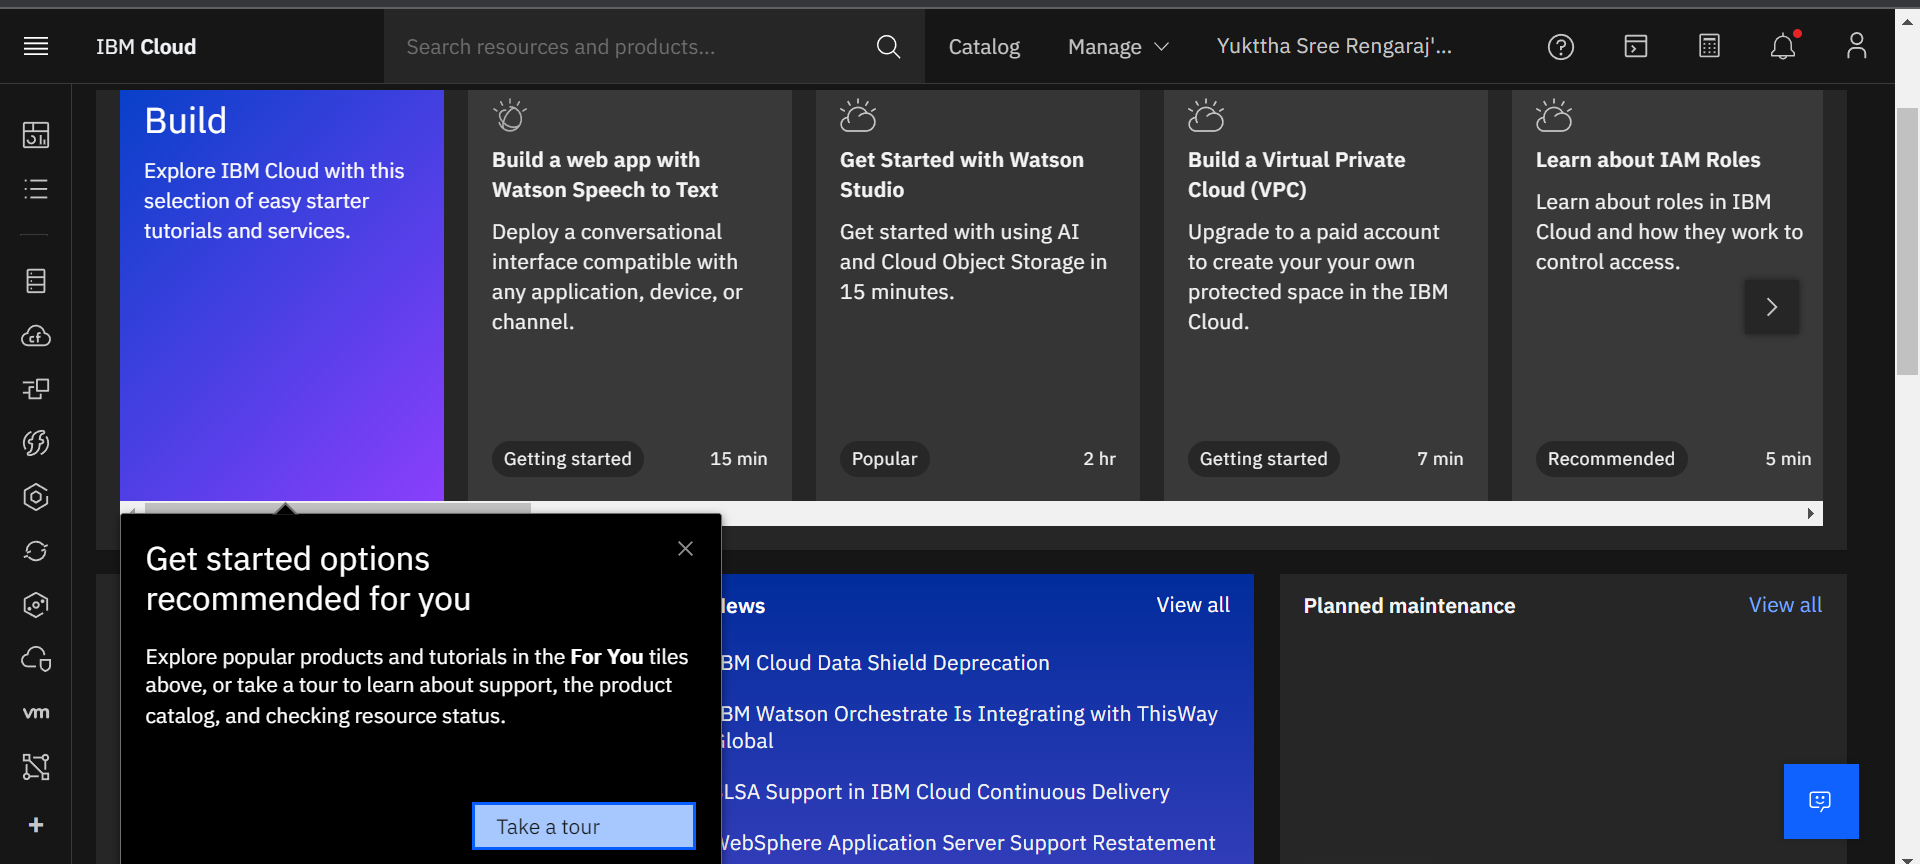 IBM Cloud
Search resources and products...
Catalog
Manage
Yukttha Sree Rengaraj'...
Build
Explore IBM Cloud with this
selection of easy starter
tutorials and services.
Build a web app with
Watson Speech to Text
Deploy a conversational
interface compatible with
any application, device, or
channel.
Getting started
15 min
Get Started with Watson
Studio
Get started with using AI
and Cloud Object Storage in
15 minutes.
Popular
2 hr
Build a Virtual Private
Cloud (VPC)
Upgrade to a paid account
to create your your own
protected space in the IBM
Cloud.
Getting started
7 min
Learn about IAM Roles
Learn about roles in IBM
Cloud and how they work to
control access.
Recommended
5 min
cf
vm
Get started options
recommended for you
Explore popular products and tutorials in the For You tiles
above, or take a tour to learn about support, the product
catalog, and checking resource status.
Take a tour
News
View all
IBM Cloud Data Shield Deprecation
IBM Watson Orchestrate Is Integrating with ThisWay
Global
SLSA Support in IBM Cloud Continuous Delivery
WebSphere Application Server Support Restatement
Planned maintenance
View all